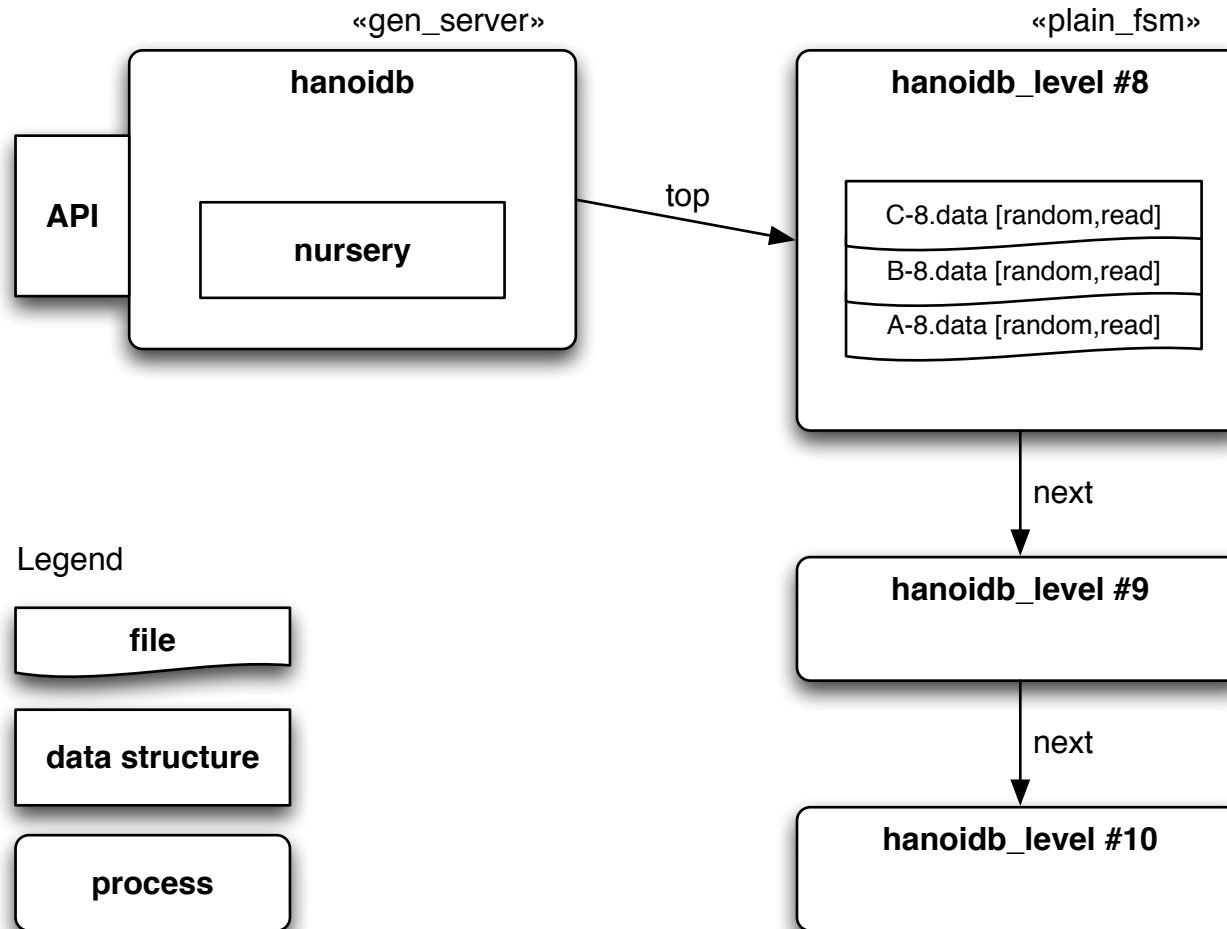 «gen_server»
hanoidb
API
nursery
top
«plain_fsm»
hanoidb_level #8
C-8.data [random,read]
B-8.data [random,read]
A-8.data [random,read]
next
hanoidb_level #9
next
hanoidb_level #10
Legend
file
data structure
process